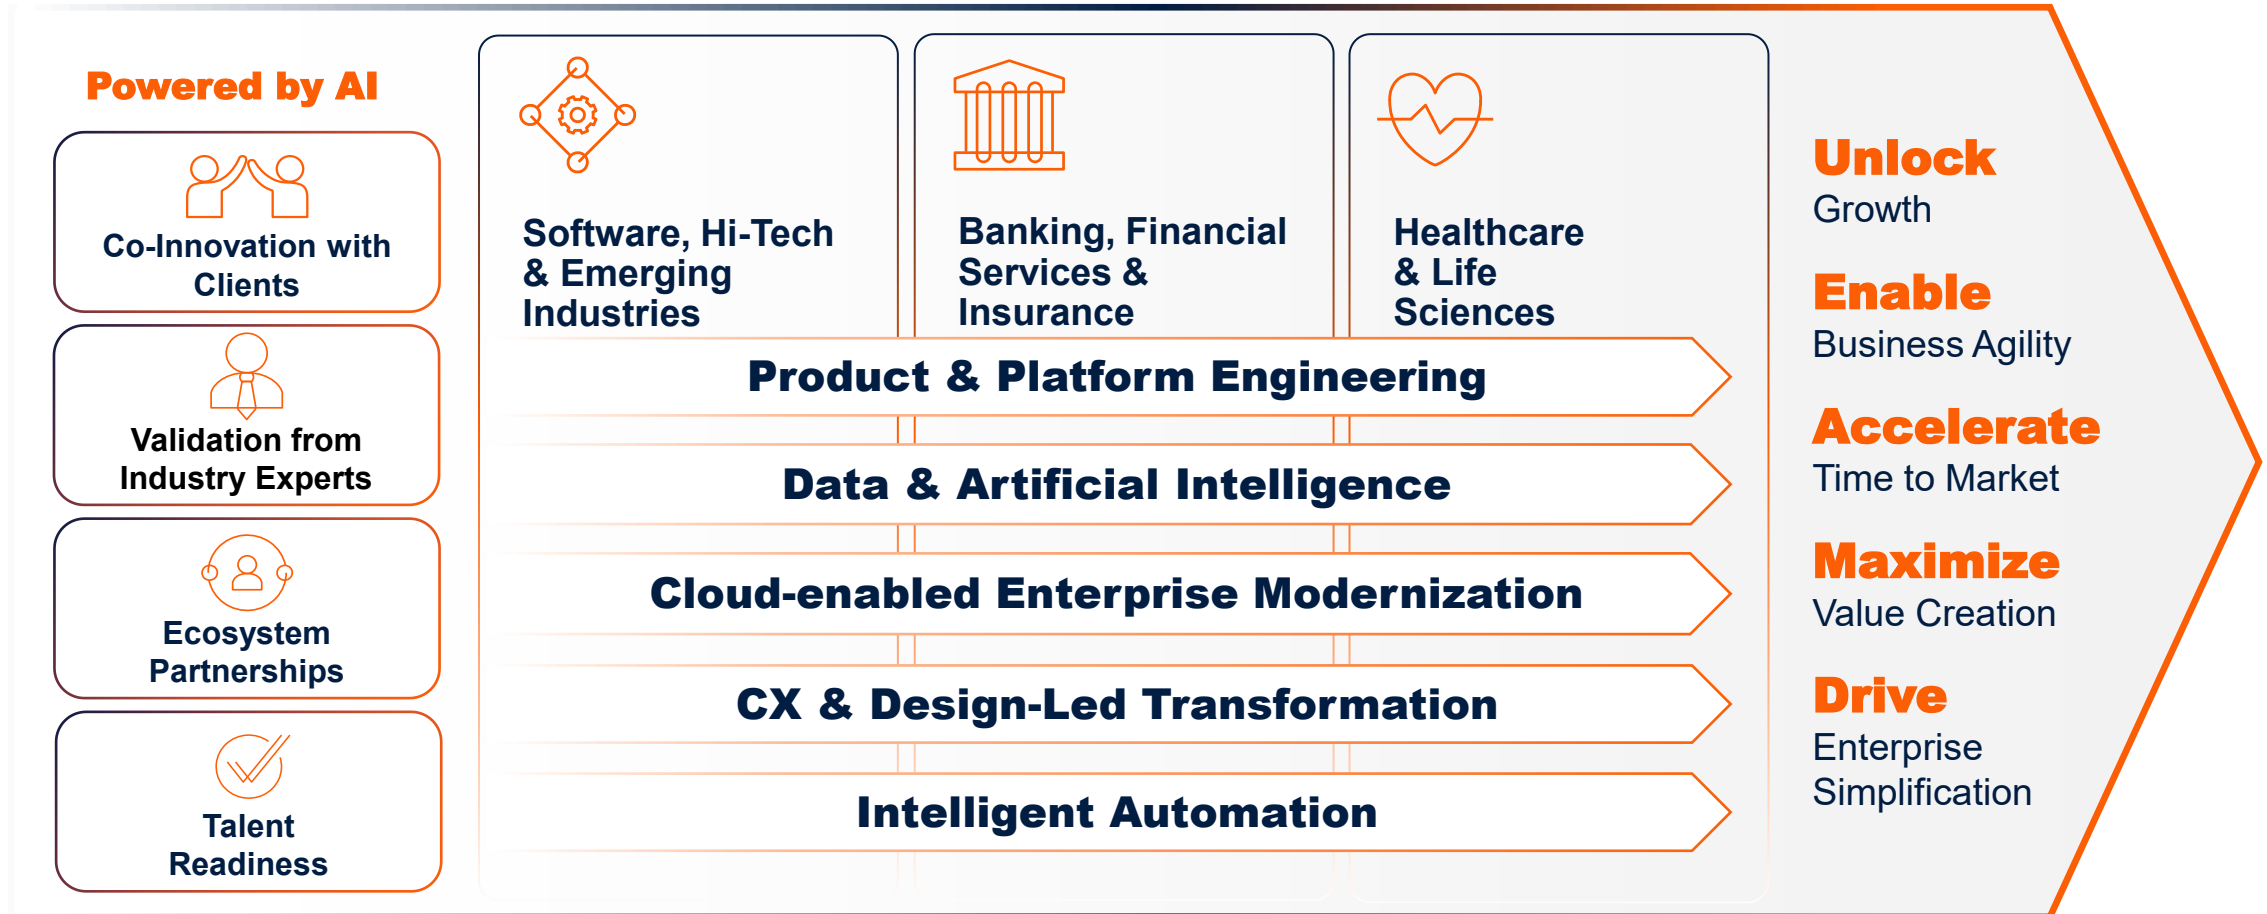 Powered by AI
Co-Innovation with
Clients
Validation from
Industry Experts
Ecosystem
Partnerships
Talent
Readiness
Software, Hi-Tech
& Emerging
Industries
Banking, Financial
Services &
Insurance
Healthcare
& Life
Sciences
Product & Platform Engineering
Data & Artificial Intelligence
Cloud-enabled Enterprise Modernization
CX & Design-Led Transformation
Intelligent Automation
Unlock
Growth
Enable
Business Agility
Accelerate
Time to Market
Maximize
Value Creation
Drive
Enterprise
Simplification